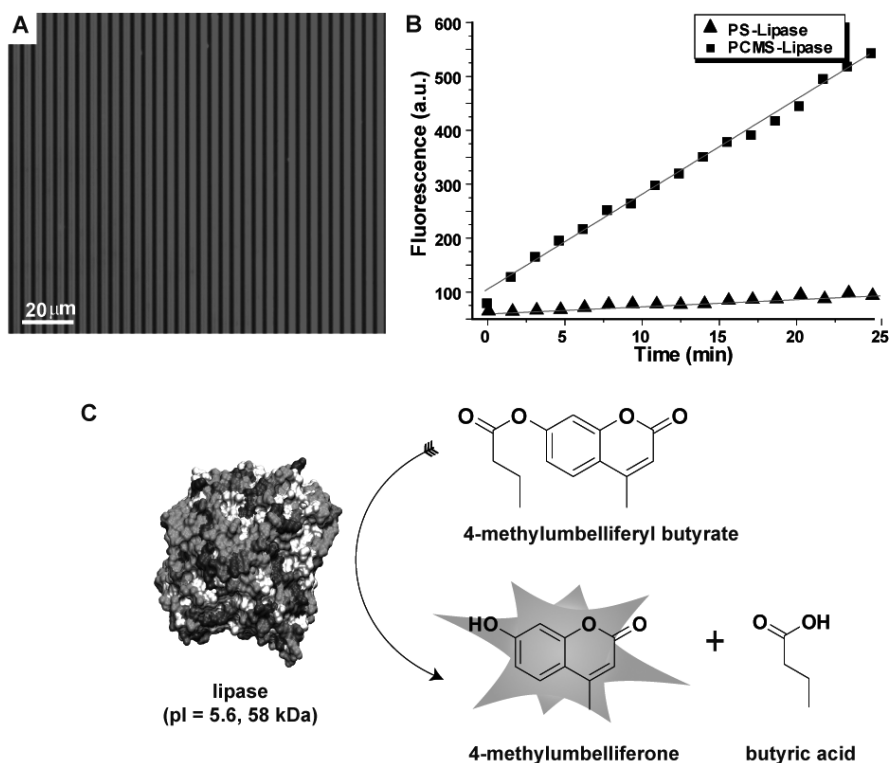 A
20 μm
B
600
500
400
300
200
100
Fluorescence (a.u.)
PS-Lipase
PCMS-Lipase
0
5
10
15
20
25
Time (min)
C
O
O
O
O
4-methylumbelliferyl butyrate
lipase
(pI = 5.6, 58 kDa)
HO
O
O
+
O
OH
4-methylumbelliferone
butyric acid